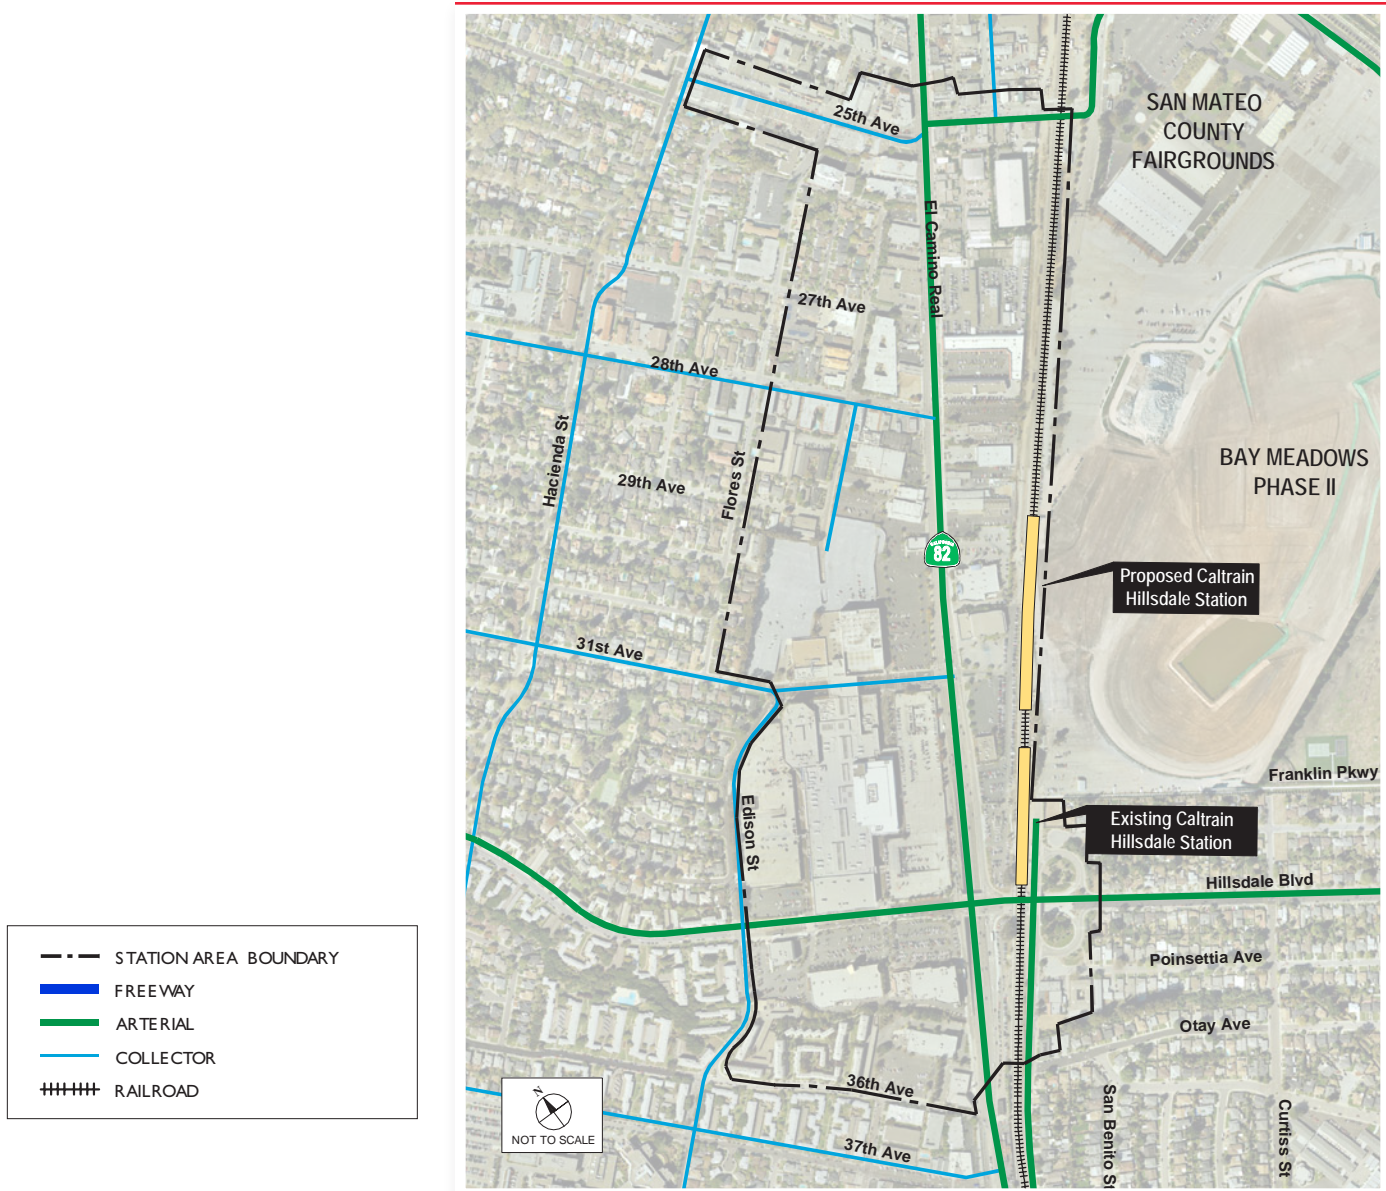 SAN MATEO
COUNTY
FAIRGROUNDS
25th Ave
El Camino Real
27th Ave
28th Ave
Hacienda St
Flores St
29th Ave
BAY MEADOWS
PHASE II
CALIFORNIA
82
Proposed Caltrain
Hillsdale Station
31st Ave
Franklin Pkwy
Edison St
Existing Caltrain
Hillsdale Station
Hillsdale Blvd
Poinsettia Ave
Otay Ave
36th Ave
San Benito St
Curtiss St
37th Ave
N
NOT TO SCALE
STATION AREA BOUNDARY
FREEWAY
ARTERIAL
COLLECTOR
RAILROAD